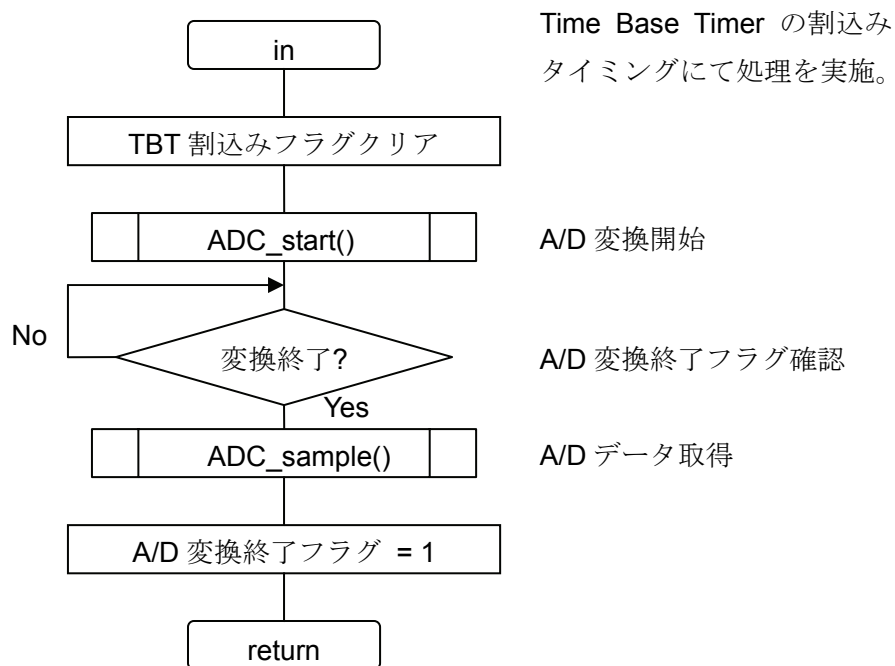 in
Time Base Timer の割込み
タイミングにて処理を実施。
TBT 割込みフラグクリア
ADC_start()
A/D 変換開始
No
変換終了?
A/D 変換終了フラグ確認
Yes
ADC_sample()
A/D データ取得
A/D 変換終了フラグ = 1
return